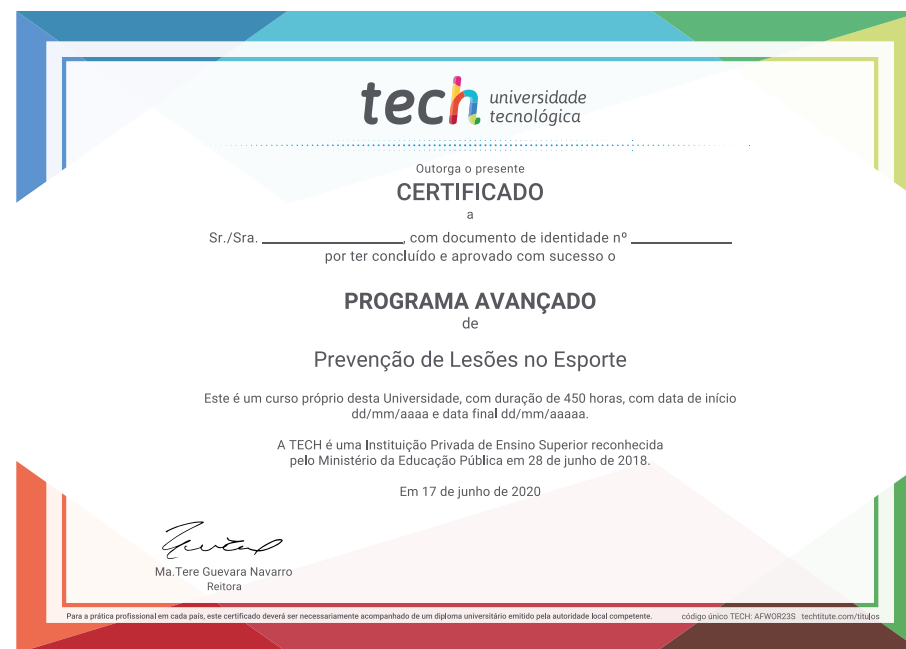 tech universidade
tecnológica
Outorga o presente
CERTIFICADO
a
Sr./Sra. ________________, com documento de identidade nº ____________
por ter concluído e aprovado com sucesso o
PROGRAMA AVANÇADO
de
Prevenção de Lesões no Esporte
Este é um curso próprio desta Universidade, com duração de 450 horas, com data de início
dd/mm/aaaa e data final dd/mm/aaaaa.
A TECH é uma Instituição Privada de Ensino Superior reconhecida
pelo Ministério da Educação Pública em 28 de junho de 2018.
Em 17 de junho de 2020
Ma.Tere Guevara Navarro
Reitora
Para a prática profissional em cada país, este certificado deverá ser necessariamente acompanhado de um diploma universitário emitido pela autoridade local competente. código único TECH: AFWOR23S techtitute.com/titulos